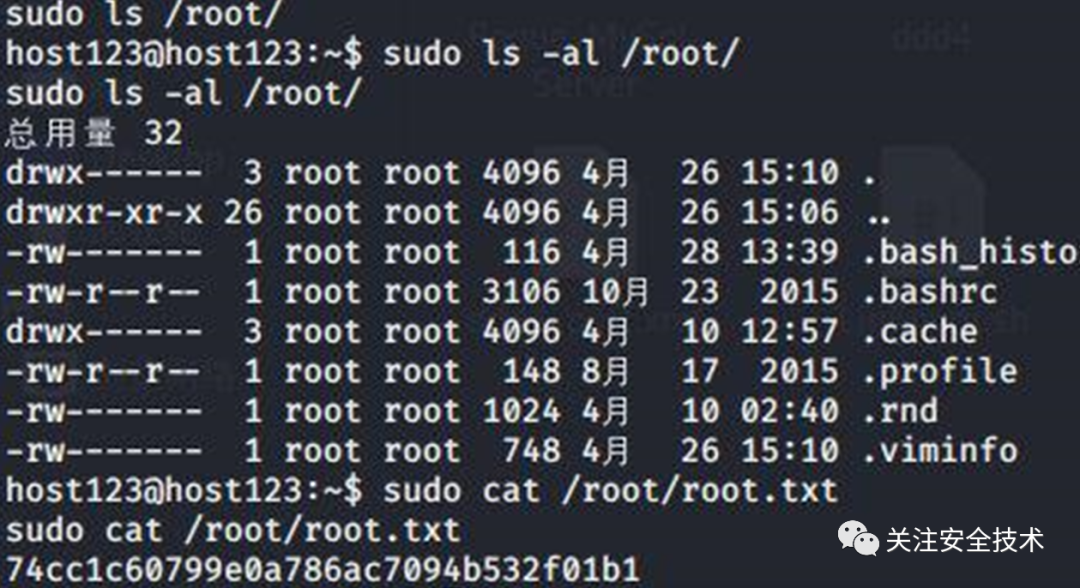 sudo ls /root/
host123@host123:~$ sudo ls -al /root/
sudo ls -al /root/
总用量 32
drwx------  3 root root 4096 4月  26 15:10 .
drwxr-xr-x 26 root root 4096 4月  26 15:06 ..
-rw-------  1 root root  116 4月  28 13:39 .bash_histo
-rw-r--r--  1 root root 3106 10月 23  2015 .bashrc
drwx------  3 root root 4096 4月  10 12:57 .cache
-rw-r--r--  1 root root  148 8月  17  2015 .profile
-rw-------  1 root root 1024 4月  10 02:40 .rnd
-rw-------  1 root root  748 4月  26 15:10 .viminfo
host123@host123:~$ sudo cat /root/root.txt
sudo cat /root/root.txt
74cc1c60799e0a786ac7094b532f01b1
关注安全技术
ddd4
Server